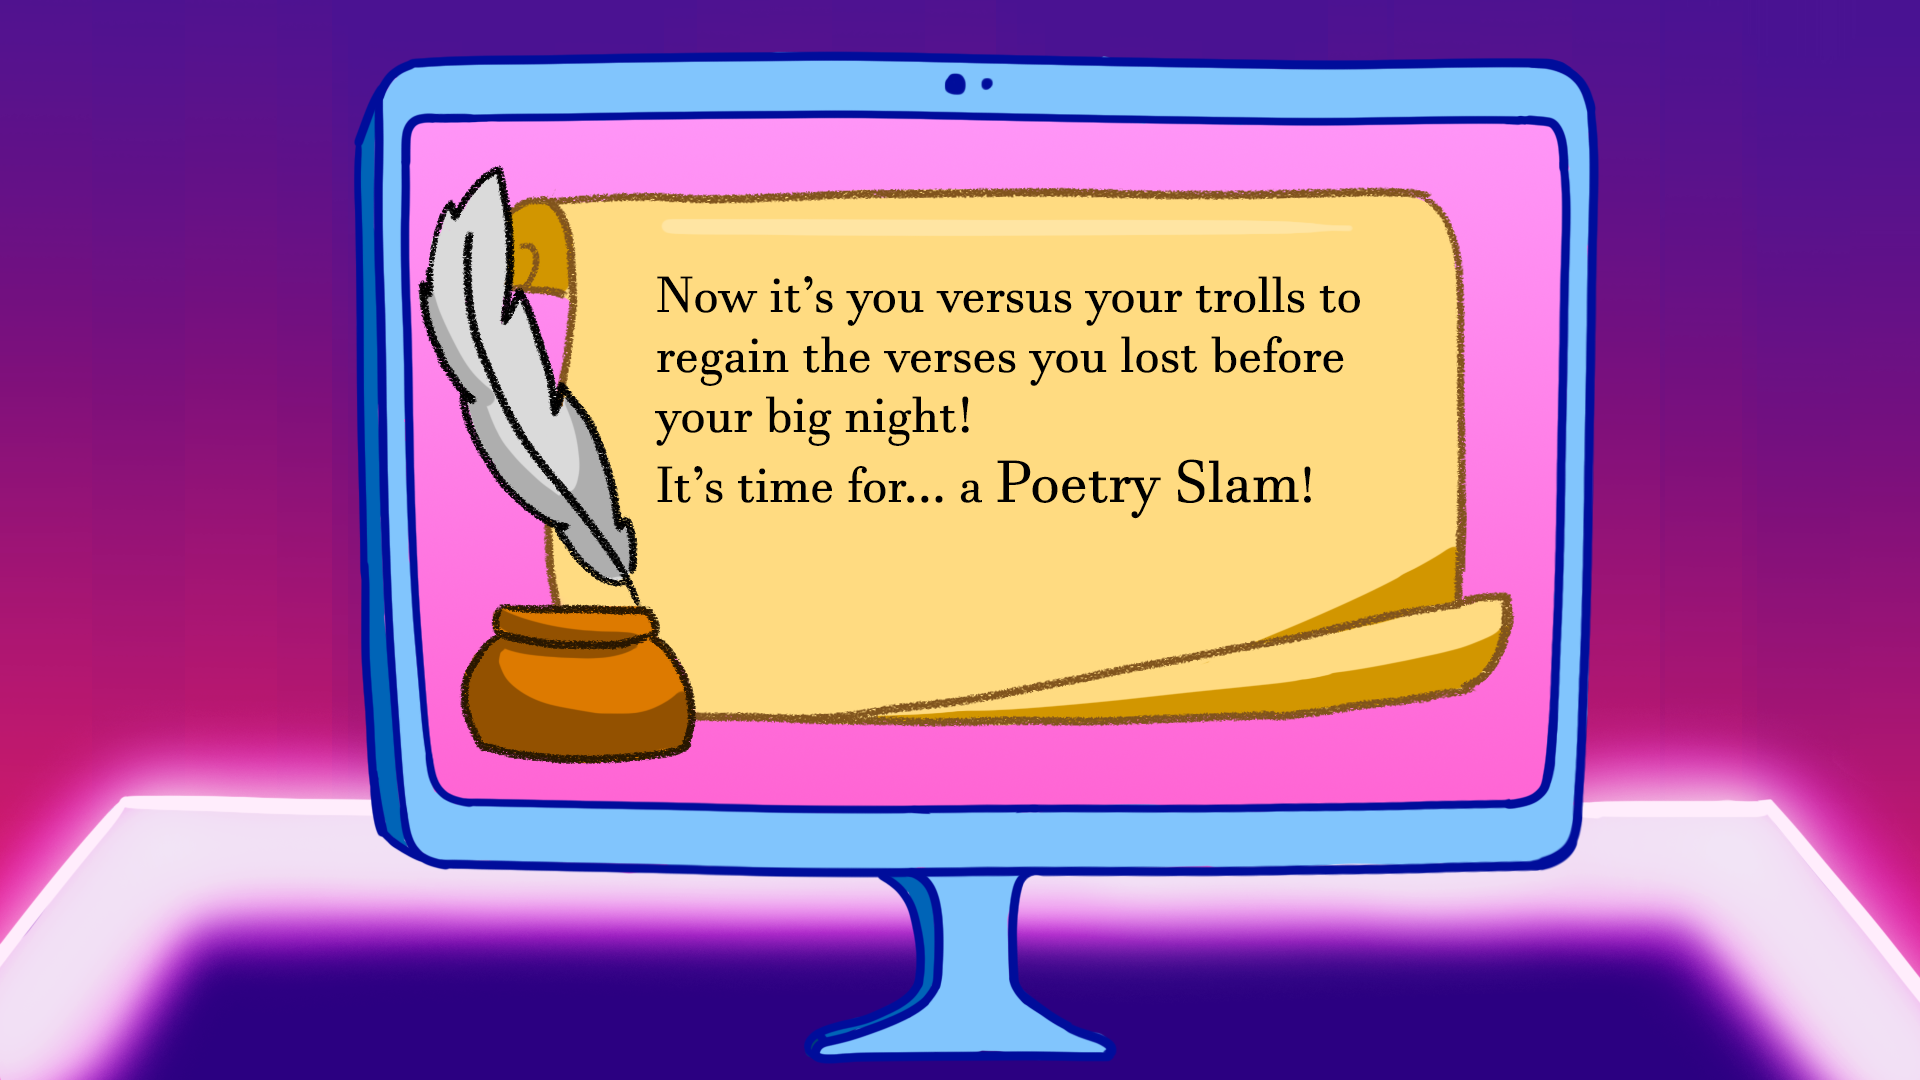 Now it’s you versus your trolls to
regain the verses you lost before
your big night!
It’s time for... a Poetry Slam!